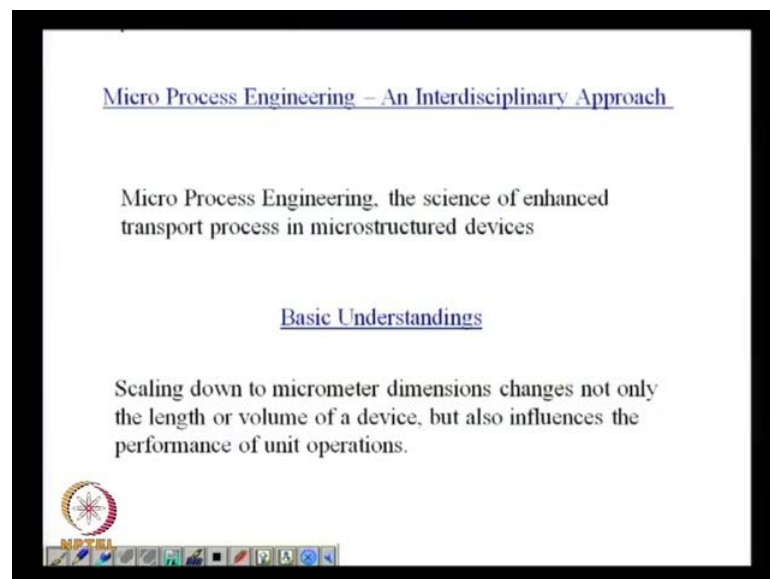 Micro Process Engineering – An Interdisciplinary Approach
Micro Process Engineering, the science of enhanced
transport process in microstructured devices
Basic Understandings
Scaling down to micrometer dimensions changes not only
the length or volume of a device, but also influences the
performance of unit operations.
NPTEL